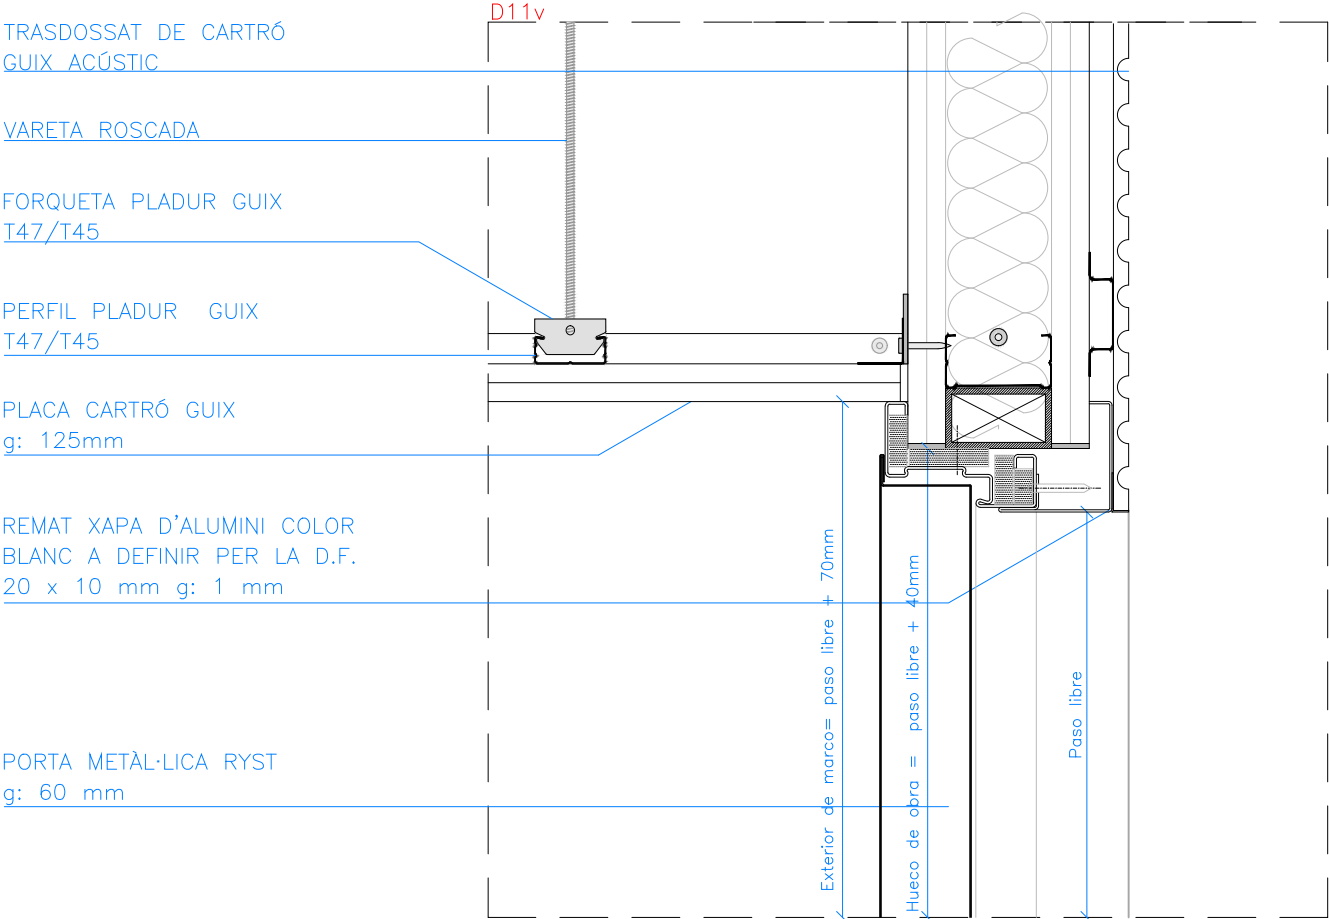 D11v
TRASDOSSAT DE CARTRÓ
GUIX ACÚSTIC
VARETA ROSCADA
FORQUETA PLADUR GUIX
T47/T45
PERFIL PLADUR GUIX
T47/T45
PLACA CARTRÓ GUIX
g: 125mm
REMAT XAPA D'ALUMINI COLOR
BLANC A DEFINIR PER LA D.F.
20 x 10 mm g: 1 mm
PORTA METÀL·LICA RYST
g: 60 mm
Exterior de marco= paso libre + 70mm
Hueco de obra = paso libre + 40mm
Paso libre